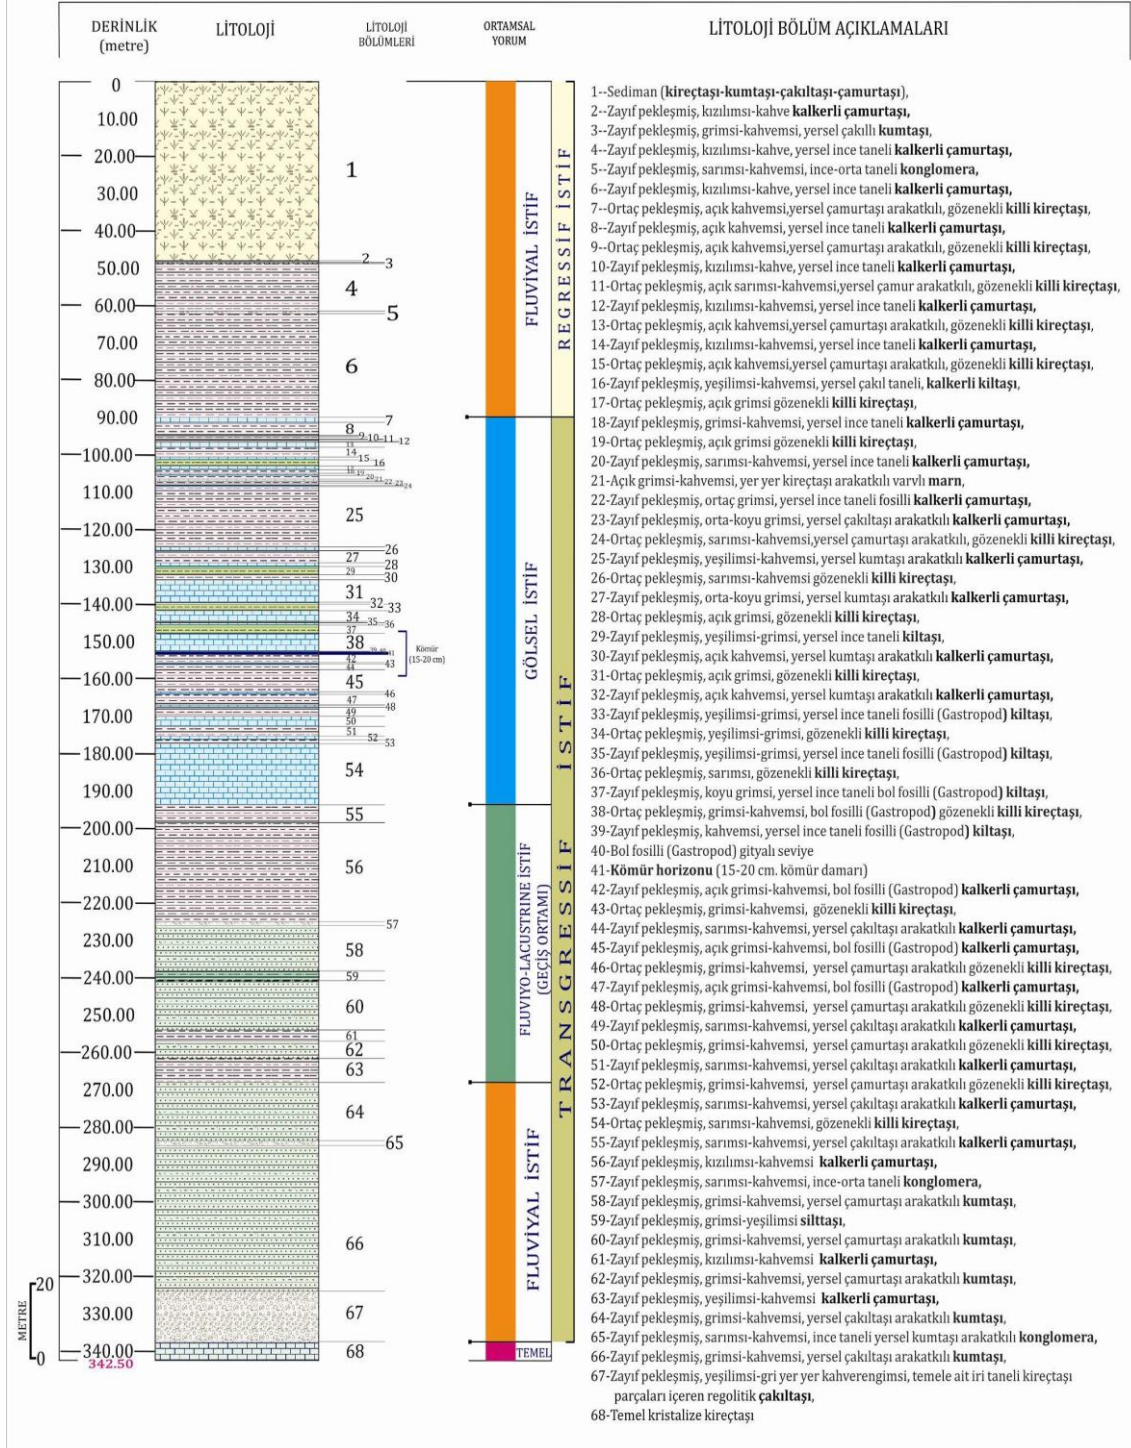 DERİNLİK
(metre)
LİTOLOJİ
LİTOLOJİ
BÖLÜMLERİ
ORTAMSAL
YORUM
LİTOLOJİ BÖLÜM AÇIKLAMALARI
0
10.00
20.00
30.00
40.00
50.00
60.00
70.00
80.00
90.00
100.00
110.00
120.00
130.00
140.00
150.00
160.00
170.00
180.00
190.00
200.00
210.00
220.00
230.00
240.00
250.00
260.00
270.00
280.00
290.00
300.00
310.00
320.00
330.00
340.00
342.50
METRE
20
0
1
2
3
4
5
6
7
8
9-10-11-12
13
14
15
16
18
19
20
21
22
23
24
25
26
27
28
29
30
31
32
33
34
35
36
37
38
39
40
41
42
43
44
45
46
47
48
49
50
51
52
53
54
55
56
57
58
59
60
61
62
63
64
65
66
67
68
Kömür
(15-20 cm)
FLUVİYAL İSTİF
GÖLSEL İSTİF
FLUVIYO-LACUSTRINE İSTİF
(GEÇİŞ ORTAMI)
FLUVİYAL İSTİF
TEMEL
REGRESSİF İSTİF
TRANSGRESSİF İSTİF
1--Sediman (kireçtaşı-kumtaşı-çakıltaşı-çamurtaşı),
2--Zayıf pekleşmiş, kızılımsı-kahve kalkerli çamurtaşı,
3--Zayıf pekleşmiş, grimsi-kahvemsi, yersel çakıllı kumtaşı,
4--Zayıf pekleşmiş, kızılımsı-kahve, yersel ince taneli kalkerli çamurtaşı,
5--Zayıf pekleşmiş, sarımsı-kahvemsi, ince-orta taneli konglomera,
6--Zayıf pekleşmiş, kızılımsı-kahve, yersel ince taneli kalkerli çamurtaşı,
7--Ortaç pekleşmiş, açık kahvemsi,yersel çamurtaşı arakatkılı, gözenekli killi kireçtaşı,
8--Zayıf pekleşmiş, açık kahvemsi, yersel ince taneli kalkerli çamurtaşı,
9--Ortaç pekleşmiş, açık kahvemsi,yersel çamurtaşı arakatkılı, gözenekli killi kireçtaşı,
10-Zayıf pekleşmiş, kızılımsı-kahve, yersel ince taneli kalkerli çamurtaşı,
11-Ortaç pekleşmiş, açık sarımsı-kahvemsi,yersel çamur arakatkılı, gözenekli killi kireçtaşı,
12-Zayıf pekleşmiş, kızılımsı-kahvemsi, yersel ince taneli kalkerli çamurtaşı,
13-Ortaç pekleşmiş, açık kahvemsi,yersel çamurtaşı arakatkılı, gözenekli killi kireçtaşı,
14-Zayıf pekleşmiş, kızılımsı-kahvemsi, yersel ince taneli kalkerli çamurtaşı,
15-Ortaç pekleşmiş, açık kahvemsi,yersel çamurtaşı arakatkılı, gözenekli killi kireçtaşı,
16-Zayıf pekleşmiş, yeşilimsi-kahvemsi, yersel çakıl taneli, kalkerli kiltaşı,
17-Ortaç pekleşmiş, açık grimsi gözenekli killi kireçtaşı,
18-Zayıf pekleşmiş, grimsi-kahvemsi, yersel ince taneli kalkerli çamurtaşı,
19-Ortaç pekleşmiş, açık grimsi gözenekli killi kireçtaşı,
20-Zayıf pekleşmiş, sarımsı-kahvemsi, yersel ince taneli kalkerli çamurtaşı,
21-Açık grimsi-kahvemsi, yer yer kireçtaşı arakatkılı varvlı marn,
22-Zayıf pekleşmiş, ortaç grimsi, yersel ince taneli fosilli kalkerli çamurtaşı,
23-Zayıf pekleşmiş, orta-koyu grimsi, yersel çakıltaşı arakatkılı kalkerli çamurtaşı,
24-Ortaç pekleşmiş, sarımsı-kahvemsi,yersel çamurtaşı arakatkılı, gözenekli killi kireçtaşı,
25-Zayıf pekleşmiş, yeşilimsi-kahvemsi, yersel kumtaşı arakatkılı kalkerli çamurtaşı,
26-Ortaç pekleşmiş, sarımsı-kahvemsi gözenekli killi kireçtaşı,
27-Zayıf pekleşmiş, orta-koyu grimsi, yersel kumtaşı arakatkılı kalkerli çamurtaşı,
28-Ortaç pekleşmiş, açık grimsi, gözenekli killi kireçtaşı,
29-Zayıf pekleşmiş, yeşilimsi-grimsi, yersel ince taneli kiltaşı,
30-Zayıf pekleşmiş, açık kahvemsi, yersel kumtaşı arakatkılı kalkerli çamurtaşı,
31-Ortaç pekleşmiş, açık grimsi, gözenekli killi kireçtaşı,
32-Zayıf pekleşmiş, açık kahvemsi, yersel kumtaşı arakatkılı kalkerli çamurtaşı,
33-Zayıf pekleşmiş, yeşilimsi-grimsi, yersel ince taneli fosilli (Gastropod) kiltaşı,
34-Ortaç pekleşmiş, yeşilimsi-grimsi, gözenekli killi kireçtaşı,
35-Zayıf pekleşmiş, yeşilimsi-grimsi, yersel ince taneli fosilli (Gastropod) kiltaşı,
36-Ortaç pekleşmiş, sarımsı, gözenekli killi kireçtaşı,
37-Zayıf pekleşmiş, koyu grimsi, yersel ince taneli bol fosilli (Gastropod) kiltaşı,
38-Ortaç pekleşmiş, grimsi-kahvemsi, bol fosilli (Gastropod) gözenekli killi kireçtaşı,
39-Zayıf pekleşmiş, kahvemsi, yersel ince taneli fosilli (Gastropod) kiltaşı,
40-Bol fosilli (Gastropod) gityalı seviye
41-Kömür horizonu (15-20 cm. kömür damarı)
42-Zayıf pekleşmiş, açık grimsi-kahvemsi, bol fosilli (Gastropod) kalkerli çamurtaşı,
43-Ortaç pekleşmiş, grimsi-kahvemsi, gözenekli killi kireçtaşı,
44-Zayıf pekleşmiş, sarımsı-kahvemsi, yersel çakıltaşı arakatkılı kalkerli çamurtaşı,
45-Zayıf pekleşmiş, açık grimsi-kahvemsi, bol fosilli (Gastropod) kalkerli çamurtaşı,
46-Ortaç pekleşmiş, grimsi-kahvemsi, yersel çamurtaşı arakatkılı gözenekli killi kireçtaşı,
47-Zayıf pekleşmiş, açık grimsi-kahvemsi, bol fosilli (Gastropod) kalkerli çamurtaşı,
48-Ortaç pekleşmiş, grimsi-kahvemsi, yersel çamurtaşı arakatkılı gözenekli killi kireçtaşı,
49-Zayıf pekleşmiş, sarımsı-kahvemsi, yersel çakıltaşı arakatkılı kalkerli çamurtaşı,
50-Ortaç pekleşmiş, grimsi-kahvemsi, yersel çamurtaşı arakatkılı gözenekli killi kireçtaşı,
51-Zayıf pekleşmiş, sarımsı-kahvemsi, yersel çakıltaşı arakatkılı kalkerli çamurtaşı,
52-Ortaç pekleşmiş, grimsi-kahvemsi, yersel çamurtaşı arakatkılı gözenekli killi kireçtaşı,
53-Zayıf pekleşmiş, sarımsı-kahvemsi, yersel çakıltaşı arakatkılı kalkerli çamurtaşı,
54-Ortaç pekleşmiş, sarımsı-kahvemsi, gözenekli killi kireçtaşı,
55-Zayıf pekleşmiş, sarımsı-kahvemsi, yersel çakıltaşı arakatkılı kalkerli çamurtaşı,
56-Zayıf pekleşmiş, kızılımsı-kahvemsi kalkerli çamurtaşı,
57-Zayıf pekleşmiş, sarımsı-kahvemsi, ince-orta taneli konglomera,
58-Zayıf pekleşmiş, grimsi-kahvemsi, yersel çamurtaşı arakatkılı kumtaşı,
59-Zayıf pekleşmiş, grimsi-yeşilimsi silttaşı,
60-Zayıf pekleşmiş, grimsi-kahvemsi, yersel çamurtaşı arakatkılı kumtaşı,
61-Zayıf pekleşmiş, kızılımsı-kahvemsi kalkerli çamurtaşı,
62-Zayıf pekleşmiş, grimsi-kahvemsi, yersel çamurtaşı arakatkılı kumtaşı,
63-Zayıf pekleşmiş, yeşilimsi-kahvemsi kalkerli çamurtaşı,
64-Zayıf pekleşmiş, grimsi-kahvemsi, yersel çakıltaşı arakatkılı kumtaşı,
65-Zayıf pekleşmiş, sarımsı-kahvemsi, ince taneli yersel kumtaşı arakatkılı konglomera,
66-Zayıf pekleşmiş, grimsi-kahvemsi, yersel çakıltaşı arakatkılı kumtaşı,
67-Zayıf pekleşmiş, yeşilimsi-gri yer yer kahverengimsi, temele ait iri taneli kireçtaşı
parçaları içeren regolitik çakıltaşı,
68-Temel kristalize kireçtaşı